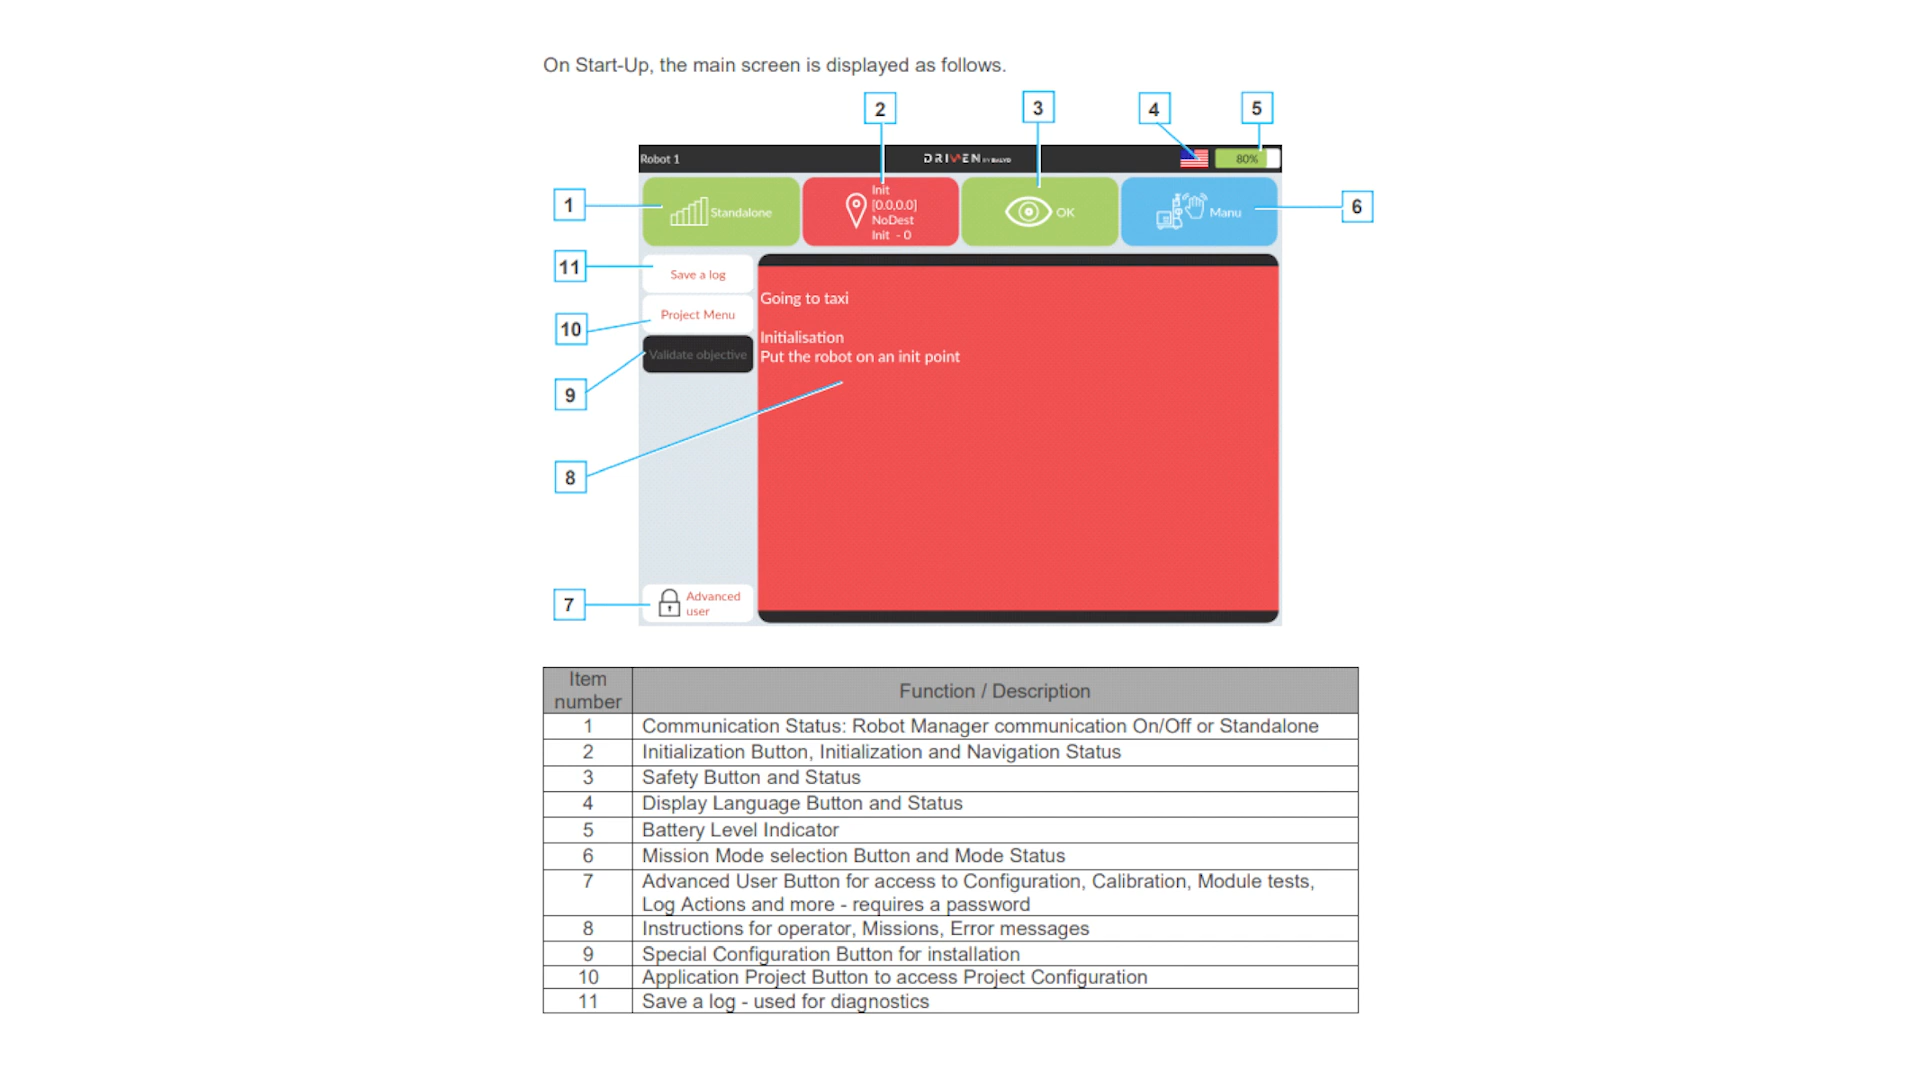 On Start-Up, the main screen is displayed as follows.
2
3
4
5
Robot 1
DRIVEN BY BALYO
80%
1
Standalone
Init
[0.0,0.0]
NoDest
Init - 0
OK
Manu
6
11
Save a log
Going to taxi
10
Project Menu
Initialisation
Validate objective
Put the robot on an init point
9
8
7
Advanced
user
Item
number
Function / Description
1 Communication Status: Robot Manager communication On/Off or Standalone
2 Initialization Button, Initialization and Navigation Status
3 Safety Button and Status
4 Display Language Button and Status
5 Battery Level Indicator
6 Mission Mode selection Button and Mode Status
7 Advanced User Button for access to Configuration, Calibration, Module tests,
Log Actions and more - requires a password
8 Instructions for operator, Missions, Error messages
9 Special Configuration Button for installation
10 Application Project Button to access Project Configuration
11 Save a log - used for diagnostics